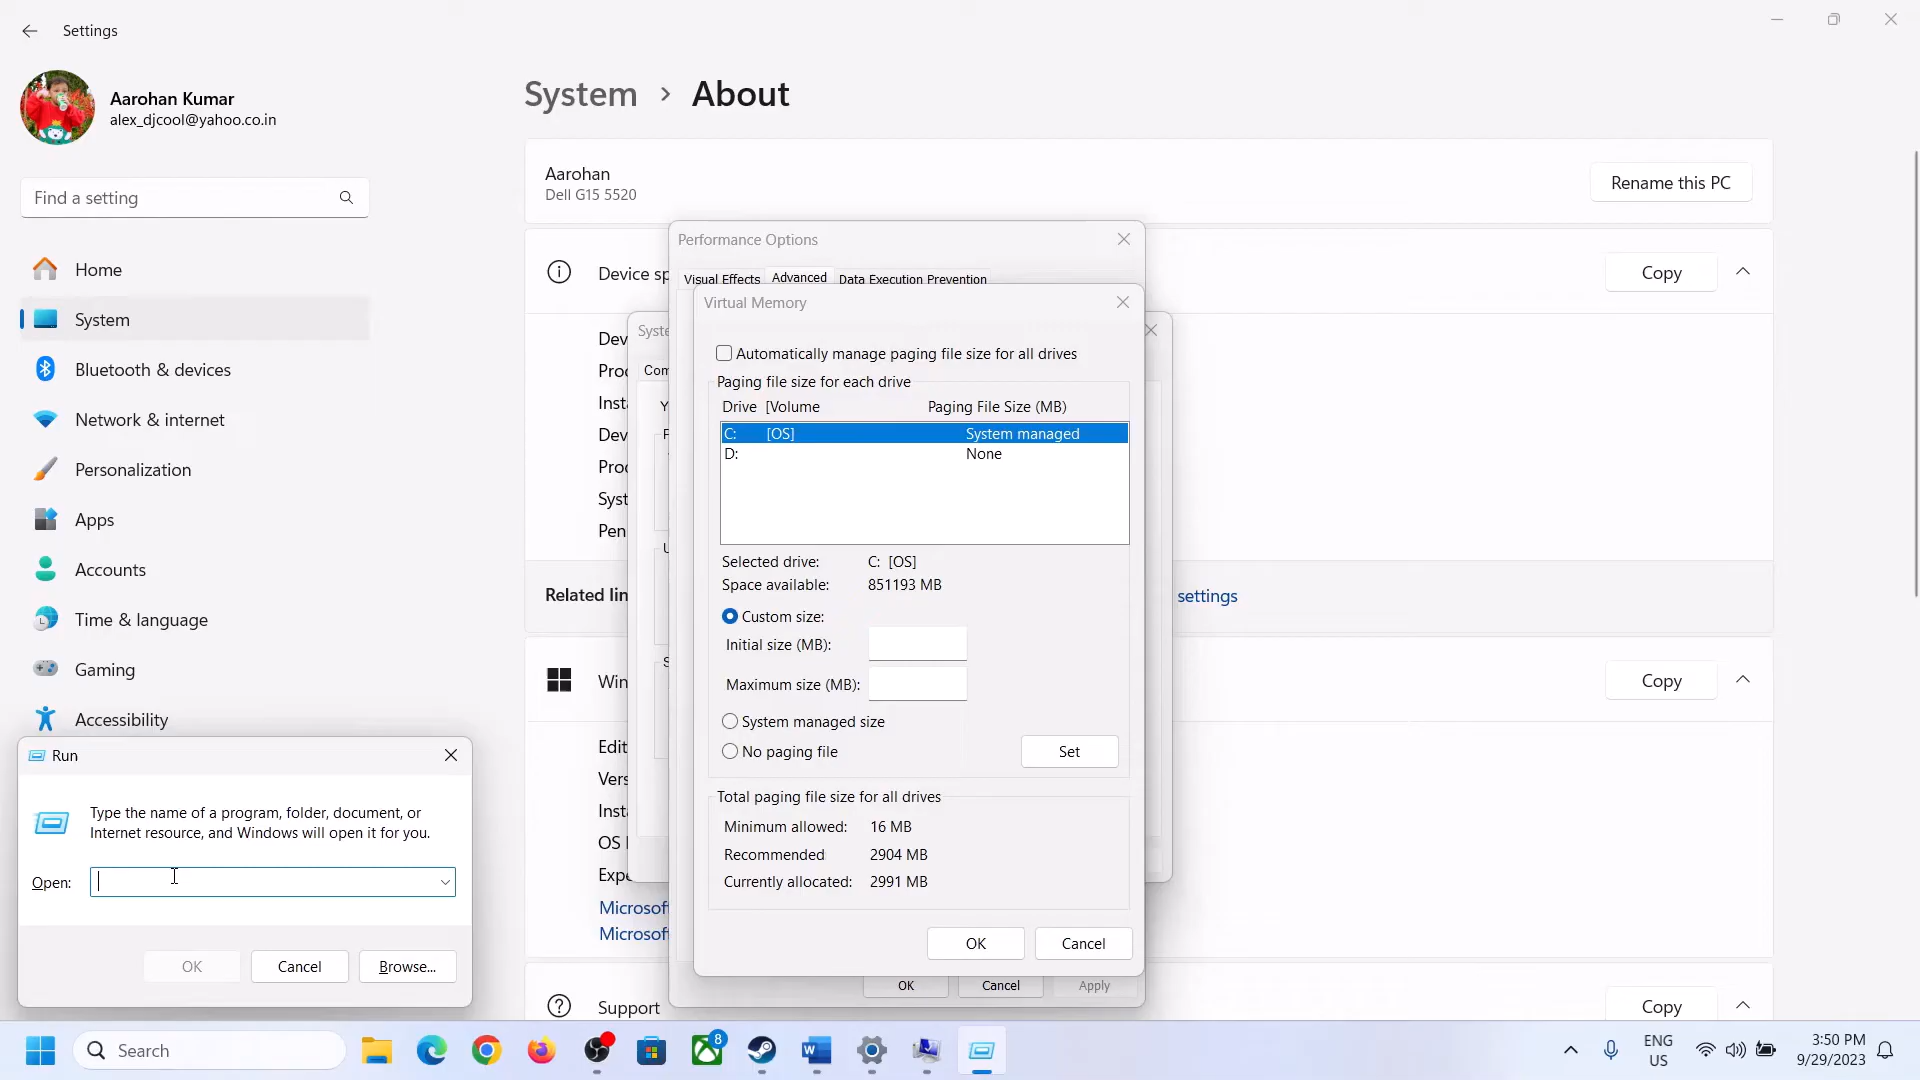 Settings
Aarohan Kumar
alex_djcool@yahoo.co.in
Find a setting
Home
System
Bluetooth & devices
Network & internet
Personalization
Apps
Accounts
Time & language
Gaming
Accessibility
System > About
Aarohan
Dell G15 5520
Rename this PC
Device sp
Copy
Dev
Proc
Inst
Dev
Prod
Syst
Pen
Related lin
settings
Win
Copy
Edit
Vers
Inst
OS
Expe
Microsof
Microsof
Support
Copy
Syste
Com
Y
Performance Options
Visual Effects
Advanced
Data Execution Prevention
OK
Cancel
Apply
Virtual Memory
Automatically manage paging file size for all drives
Paging file size for each drive
Drive [Volume Paging File Size (MB)
C: [OS] System managed
D: None
Selected drive: C: [OS]
Space available: 851193 MB
Custom size:
Initial size (MB):
Maximum size (MB):
System managed size
No paging file
Set
Total paging file size for all drives
Minimum allowed: 16 MB
Recommended 2904 MB
Currently allocated: 2991 MB
OK
Cancel
Run
Type the name of a program, folder, document, or
Internet resource, and Windows will open it for you.
Open:
OK
Cancel
Browse...
Search
8
ENG
US
3:50 PM
9/29/2023